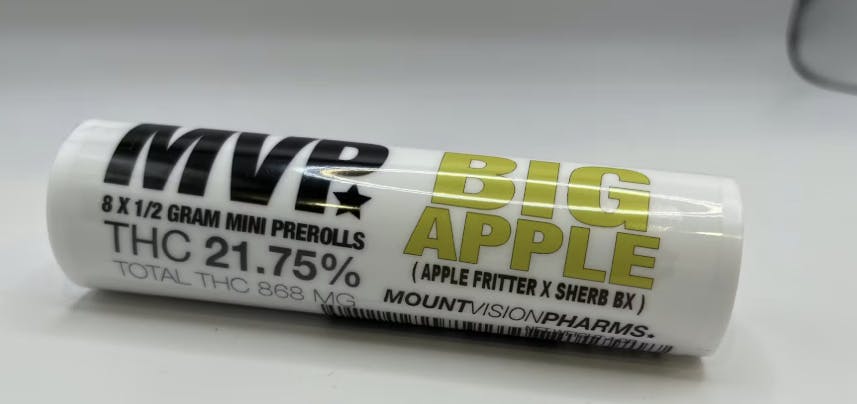 MVP.
8 X 1/2 GRAM MINI PREROLLS
THC 21.75%
TOTAL THC 868 MG
BIG
APPLE
( APPLE FRITTER X SHERB BX )
MOUNTVISIONPHARMS.